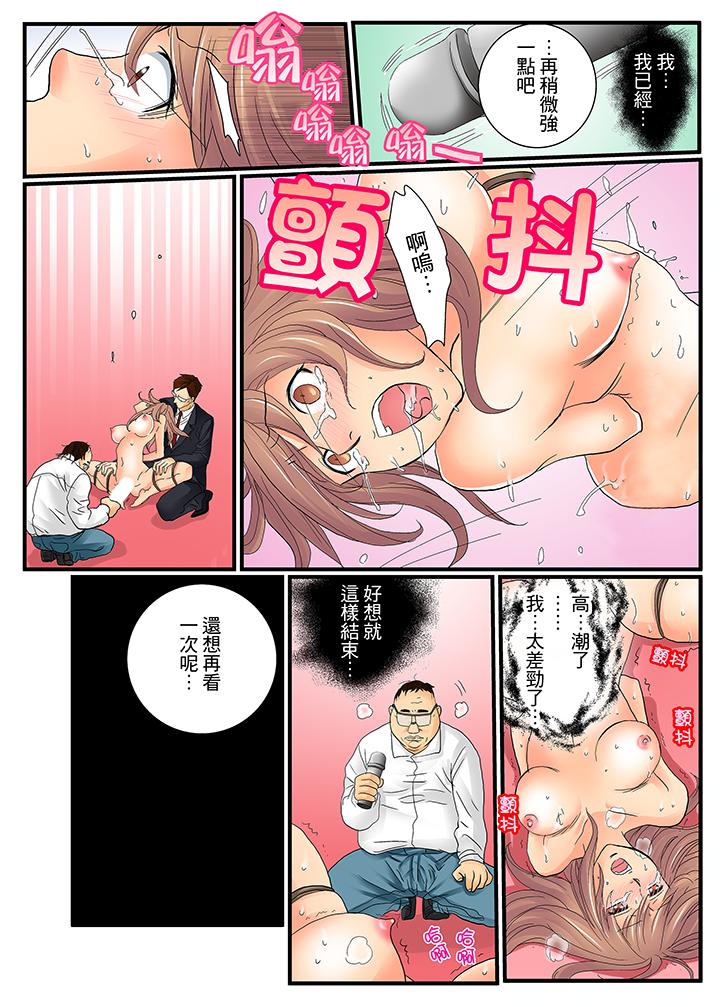 我…
我已經…
…再稍微強
一點吧
嗡
嗡
嗡
嗡
嗡
嗡—
顫抖
啊嗚…
高…潮了
……
我…太差勁了…
顫抖
顫抖
顫抖
好想就
這樣結束…
哈啊
哈啊
還想再看
一次呢…